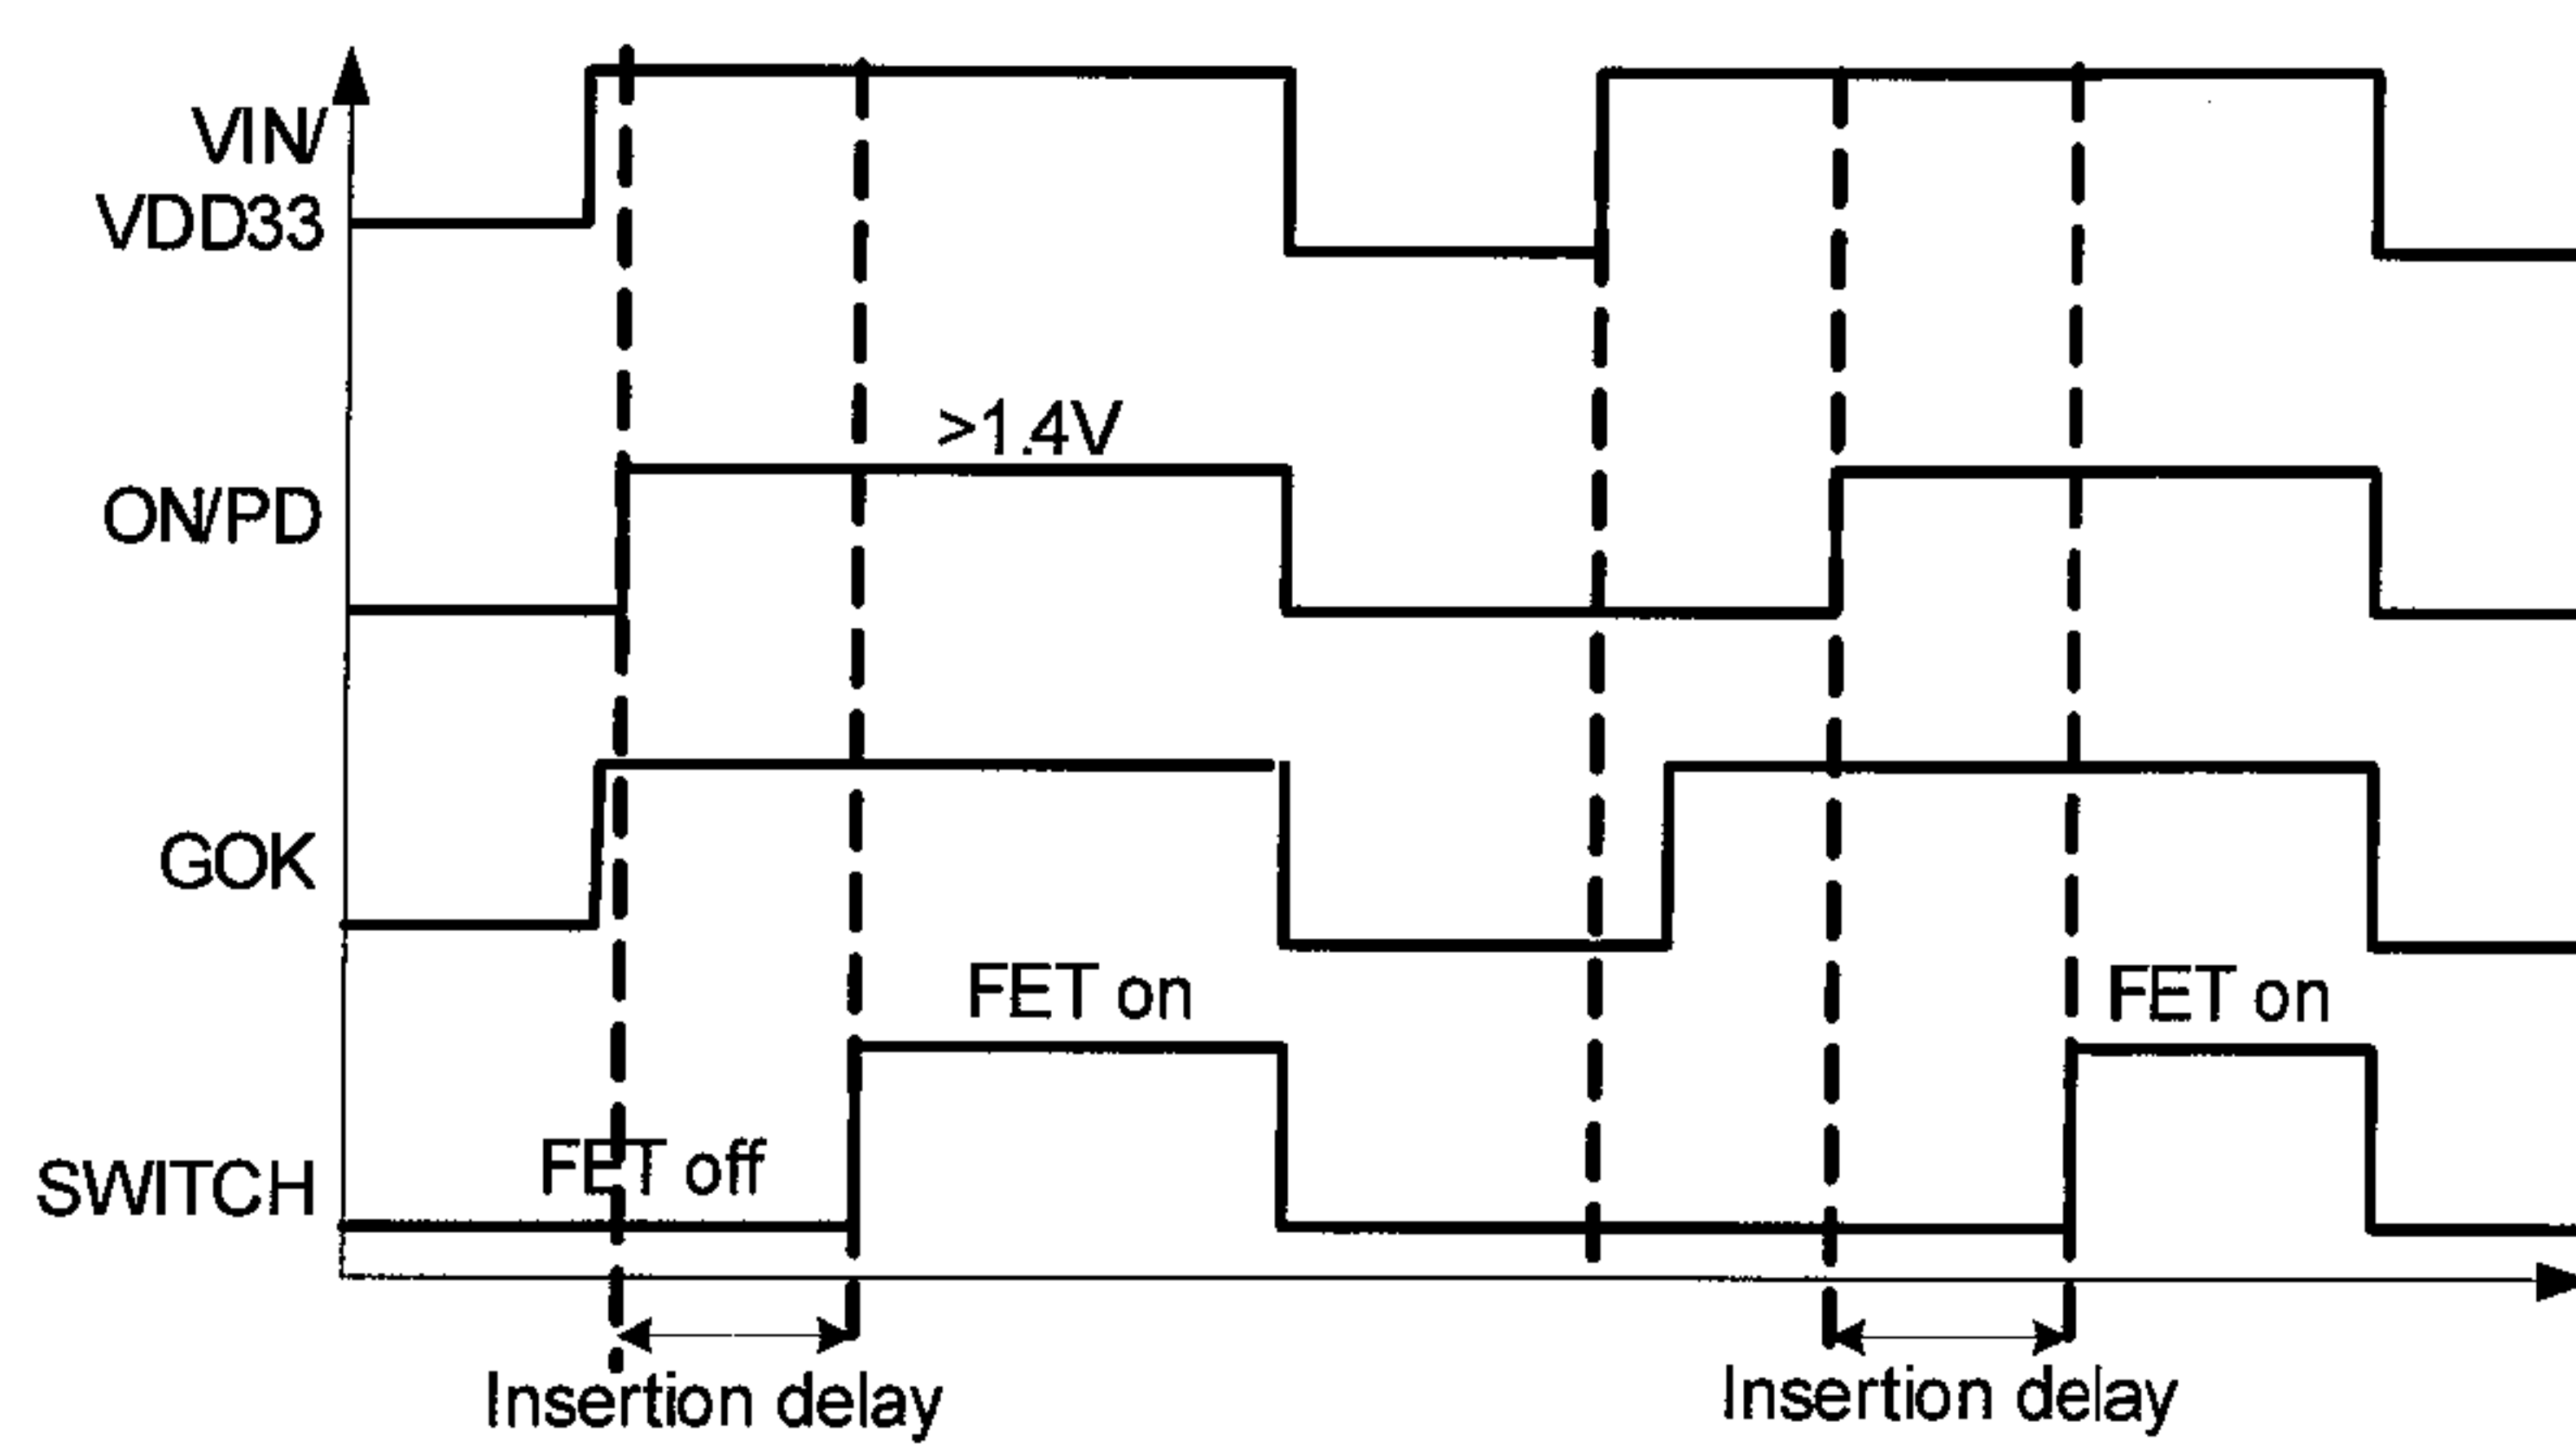 VIN/
VDD33
>1.4V
ON/PD
GOK
FET on
FET on
FET off
SWITCH
Insertion delay
Insertion delay